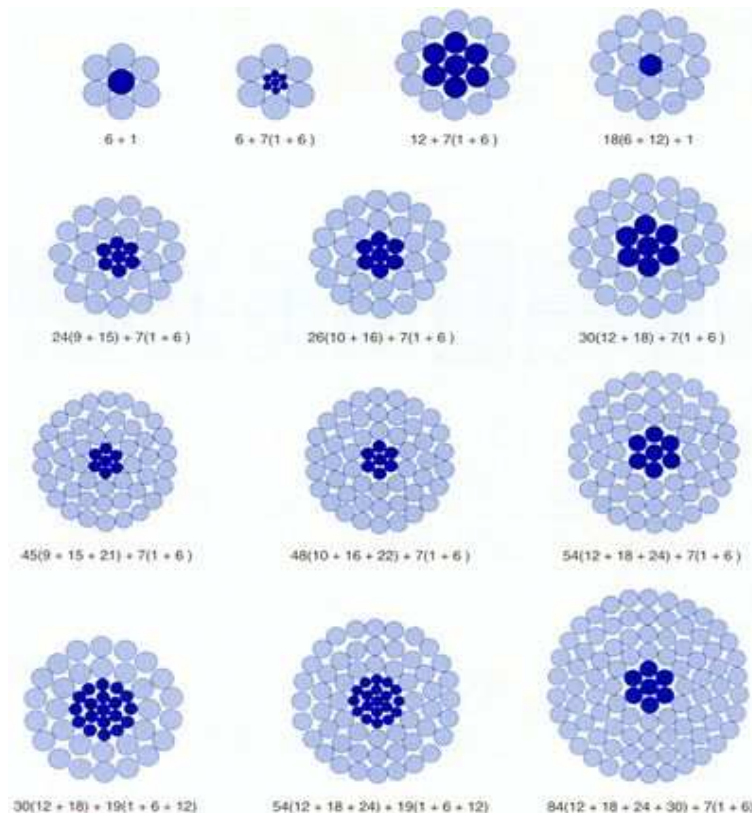 6 + 1
6 + 7(1 + 6 )
12 + 7(1 + 6 )
18(6 + 12) + 1
24(9 + 15) + 7(1 + 6 )
26(10 + 16) + 7(1 + 6 )
30(12 + 18) + 7(1 + 6 )
45(9 + 15 + 21) + 7(1 + 6 )
48(10 + 16 + 22) + 7(1 + 6 )
54(12 + 18 + 24) + 7(1 + 6 )
30(12 + 18) + 19(1 + 6 + 12)
54(12 + 18 + 24) + 19(1 + 6 + 12)
84(12 + 18 + 24 + 30) + 7(1 + 6)